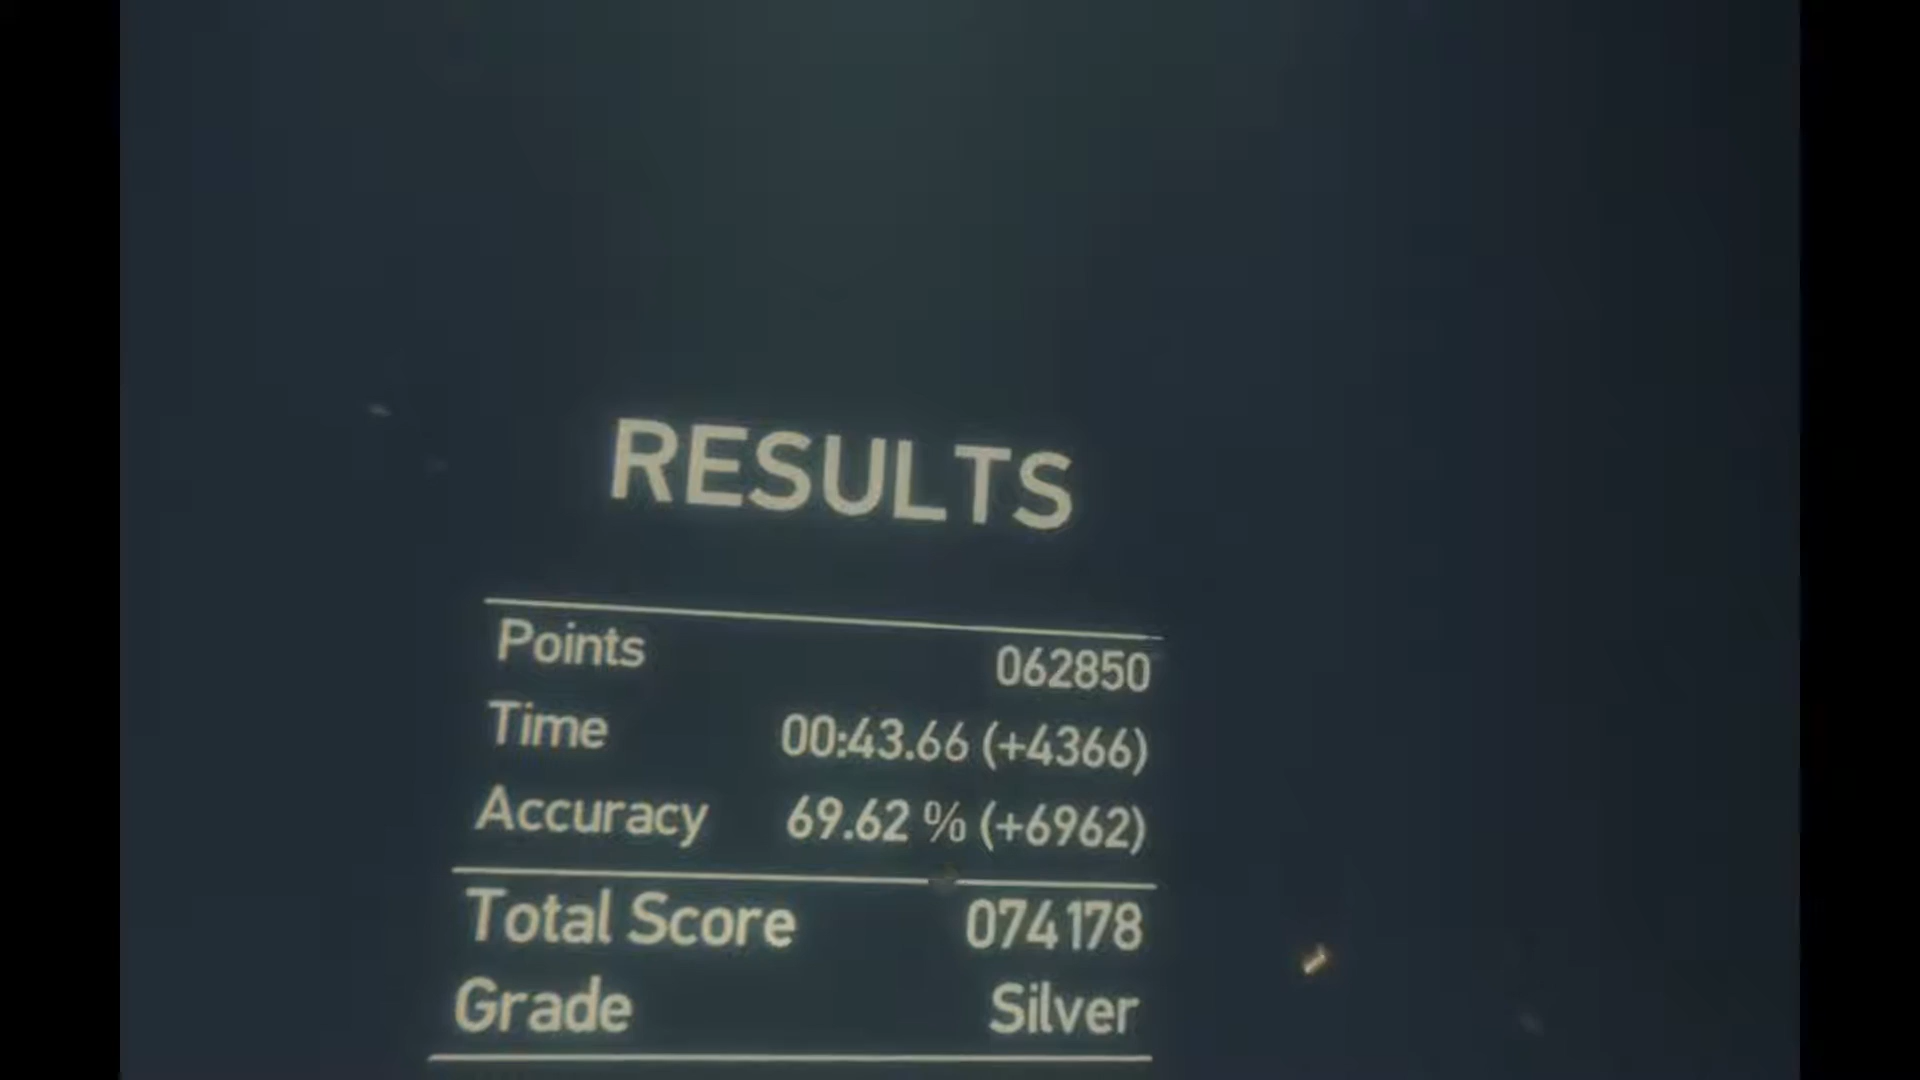 RESULTS
Points 062850
Time 00:43.66 (+4366)
Accuracy 69.62 % (+6962)
Total Score 074178
Grade Silver